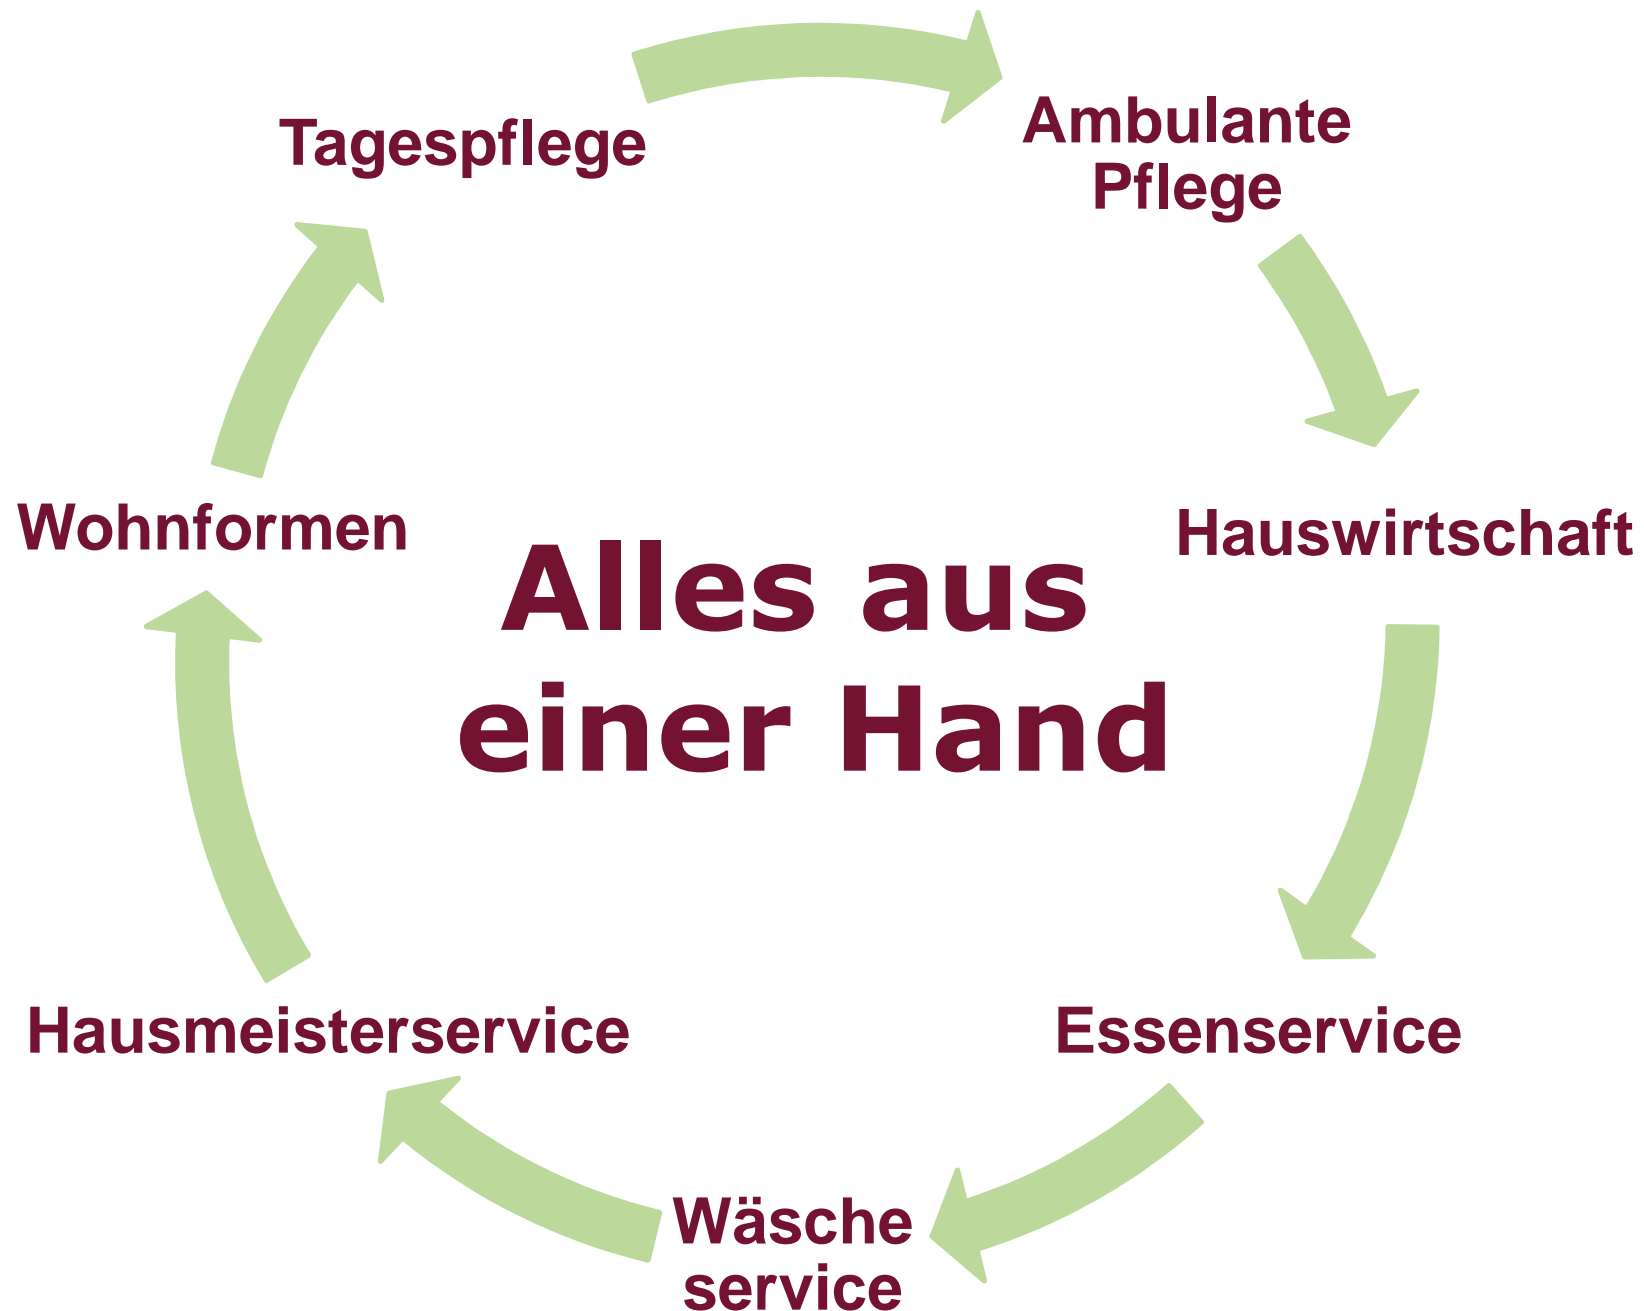 Tagespflege
Ambulante
Pflege
Wohnformen
Hauswirtschaft
Alles aus
einer Hand
Hausmeisterservice
Essenservice
Wäsche
service